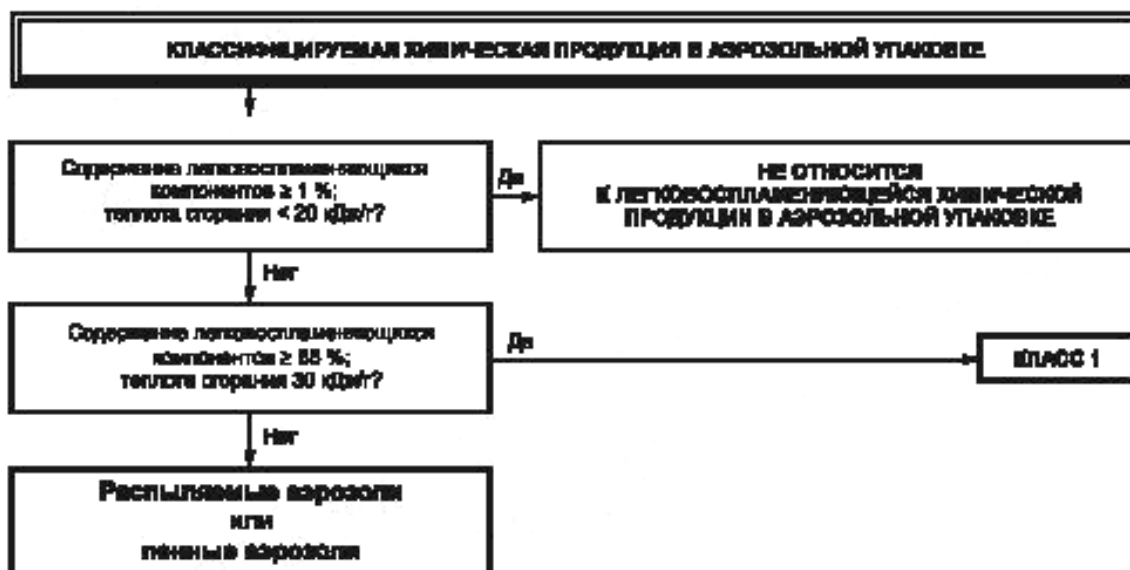 КЛАССИФИЦИРУЕМАЯ ХИМИЧЕСКАЯ ПРОДУКЦИЯ В АЭРОЗОЛЬНОЙ УПАКОВКЕ
Содержание легковоспламеняющихся
компонентов ≥ 1 %;
теплота сгорания < 20 кДж/г?
Да
НЕ ОТНОСИТСЯ
К ЛЕГКОВОСПЛАМЕНЯЮЩЕЙСЯ ХИМИЧЕСКОЙ
ПРОДУКЦИИ В АЭРОЗОЛЬНОЙ УПАКОВКЕ
Нет
Содержание легковоспламеняющихся
компонентов ≥ %;
теплота сгорания 30 кДж/г?
Да
КЛАСС 1
Нет
Распыляемые аэрозоли
или
пенные аэрозоли